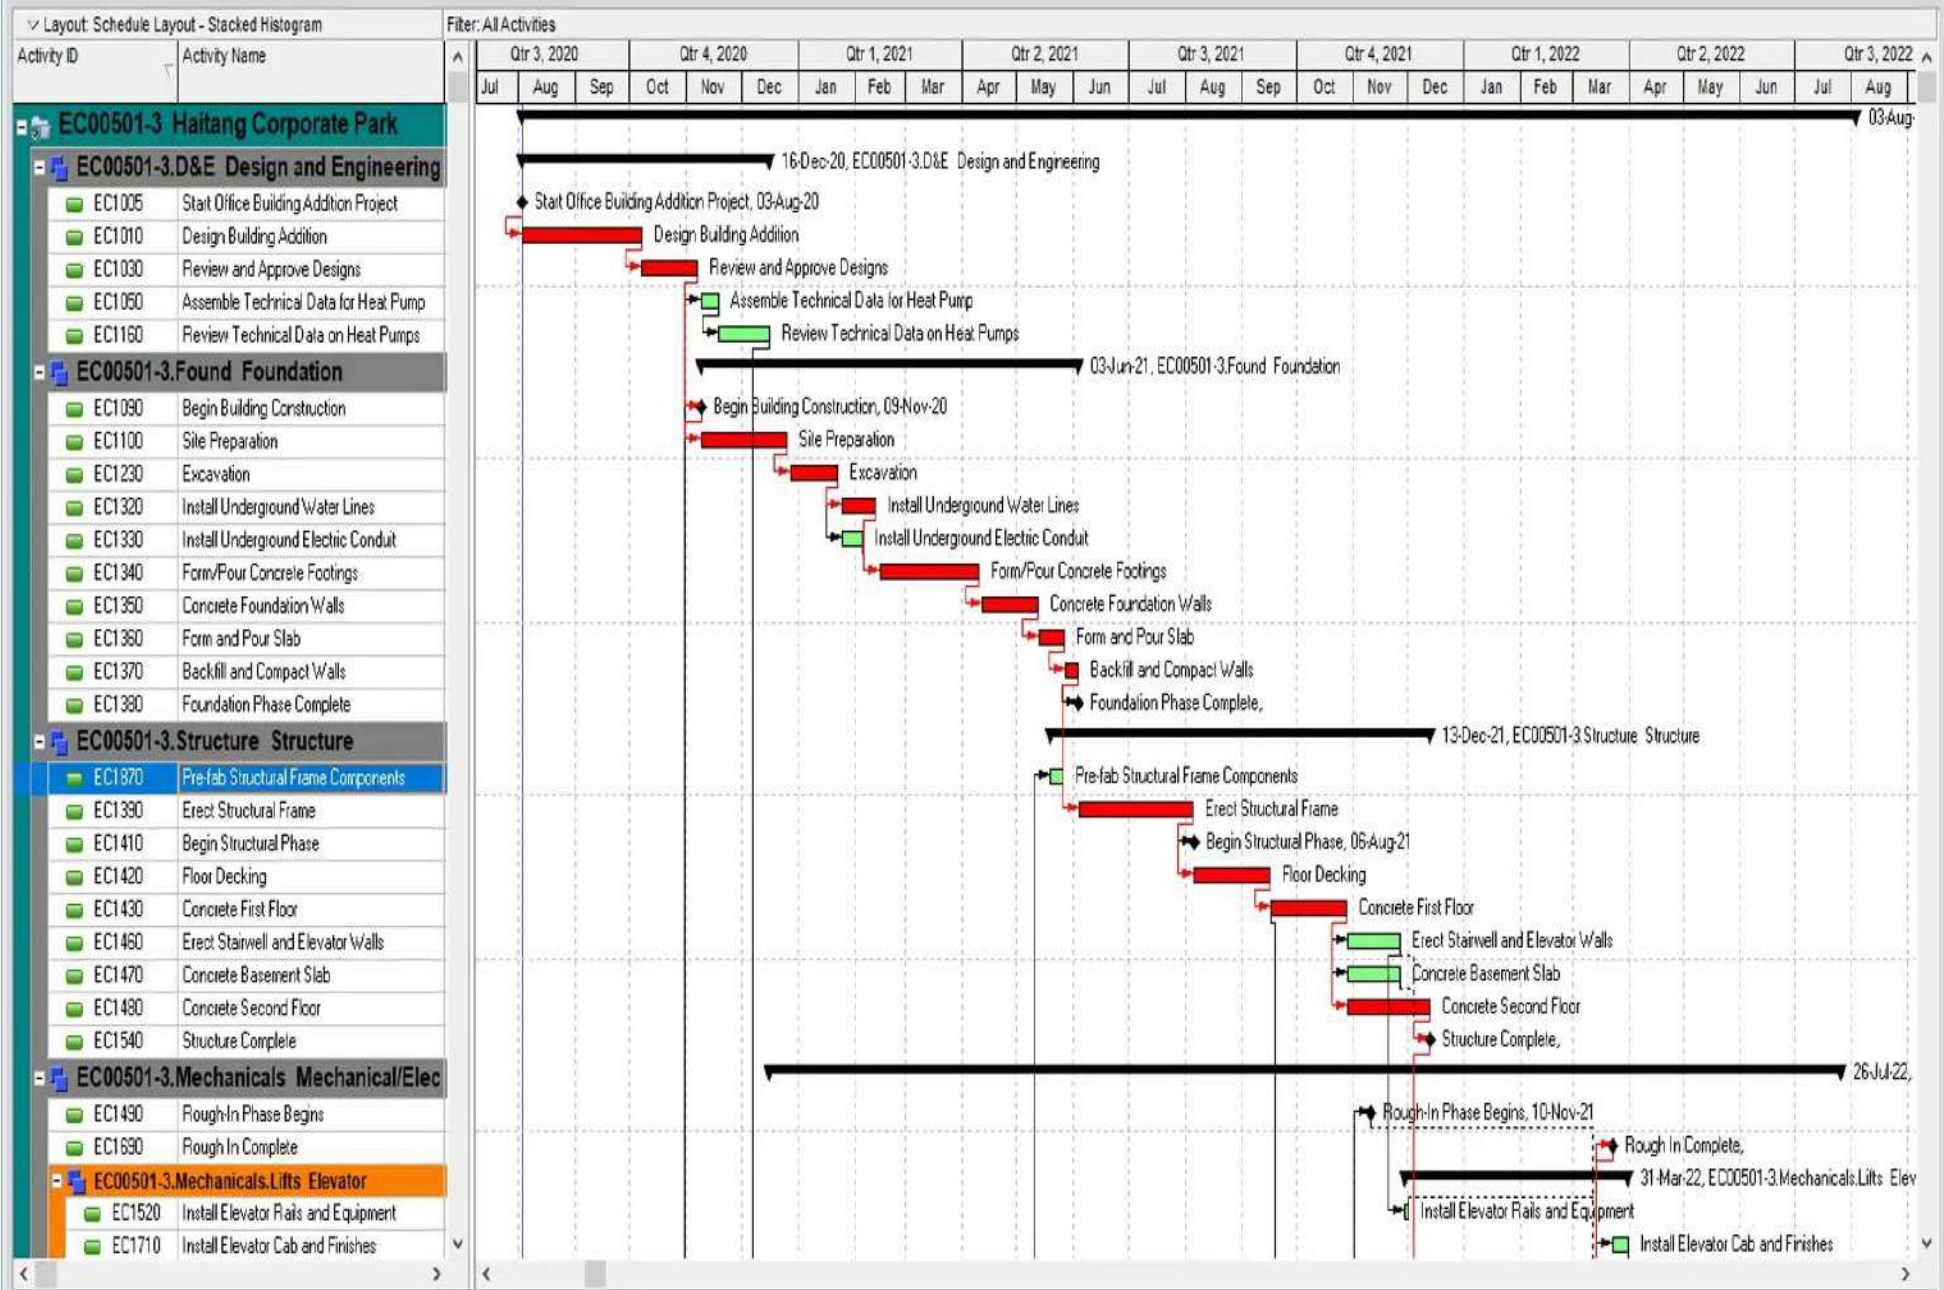 Layout: Schedule Layout - Stacked Histogram Filter: All Activities
Activity ID Activity Name Qtr 3, 2020 Qtr 4, 2020 Qtr 1, 2021 Qtr 2, 2021 Qtr 3, 2021 Qtr 4, 2021 Qtr 1, 2022 Qtr 2, 2022 Qtr 3, 2022
Jul Aug Sep Oct Nov Dec Jan Feb Mar Apr May Jun Jul Aug Sep Oct Nov Dec Jan Feb Mar Apr May Jun Jul Aug
EC00501-3 Haitang Corporate Park 03-Aug-
EC00501-3.D&E Design and Engineering 16-Dec-20, EC00501-3.D&E Design and Engineering
EC1005 Start Office Building Addition Project Start Office Building Addition Project, 03-Aug-20
EC1010 Design Building Addition Design Building Addition
EC1030 Review and Approve Designs Review and Approve Designs
EC1050 Assemble Technical Data for Heat Pump Assemble Technical Data for Heat Pump
EC1160 Review Technical Data on Heat Pumps Review Technical Data on Heat Pumps
EC00501-3.Found Foundation 03-Jun-21, EC00501-3.Found Foundation
EC1090 Begin Building Construction Begin Building Construction, 09-Nov-20
EC1100 Site Preparation Site Preparation
EC1230 Excavation Excavation
EC1320 Install Underground Water Lines Install Underground Water Lines
EC1330 Install Underground Electric Conduit Install Underground Electric Conduit
EC1340 Form/Pour Concrete Footings Form/Pour Concrete Footings
EC1350 Concrete Foundation Walls Concrete Foundation Walls
EC1360 Form and Pour Slab Form and Pour Slab
EC1370 Backfill and Compact Walls Backfill and Compact Walls
EC1380 Foundation Phase Complete Foundation Phase Complete,
EC00501-3.Structure Structure 13-Dec-21, EC00501-3.Structure Structure
EC1870 Pre-fab Structural Frame Components Pre-fab Structural Frame Components
EC1390 Erect Structural Frame Erect Structural Frame
EC1410 Begin Structural Phase Begin Structural Phase, 06-Aug-21
EC1420 Floor Decking Floor Decking
EC1430 Concrete First Floor Concrete First Floor
EC1460 Erect Stairwell and Elevator Walls Erect Stairwell and Elevator Walls
EC1470 Concrete Basement Slab Concrete Basement Slab
EC1480 Concrete Second Floor Concrete Second Floor
EC1540 Structure Complete Structure Complete,
EC00501-3.Mechanicals Mechanical/Elec 26-Jul-22,
EC1490 Rough-In Phase Begins Rough-In Phase Begins, 10-Nov-21
EC1690 Rough In Complete Rough In Complete,
EC00501-3.Mechanicals.Lifts Elevator 31-Mar-22, EC00501-3.Mechanicals.Lifts Elev
EC1520 Install Elevator Rails and Equipment Install Elevator Rails and Equipment
EC1710 Install Elevator Cab and Finishes Install Elevator Cab and Finishes